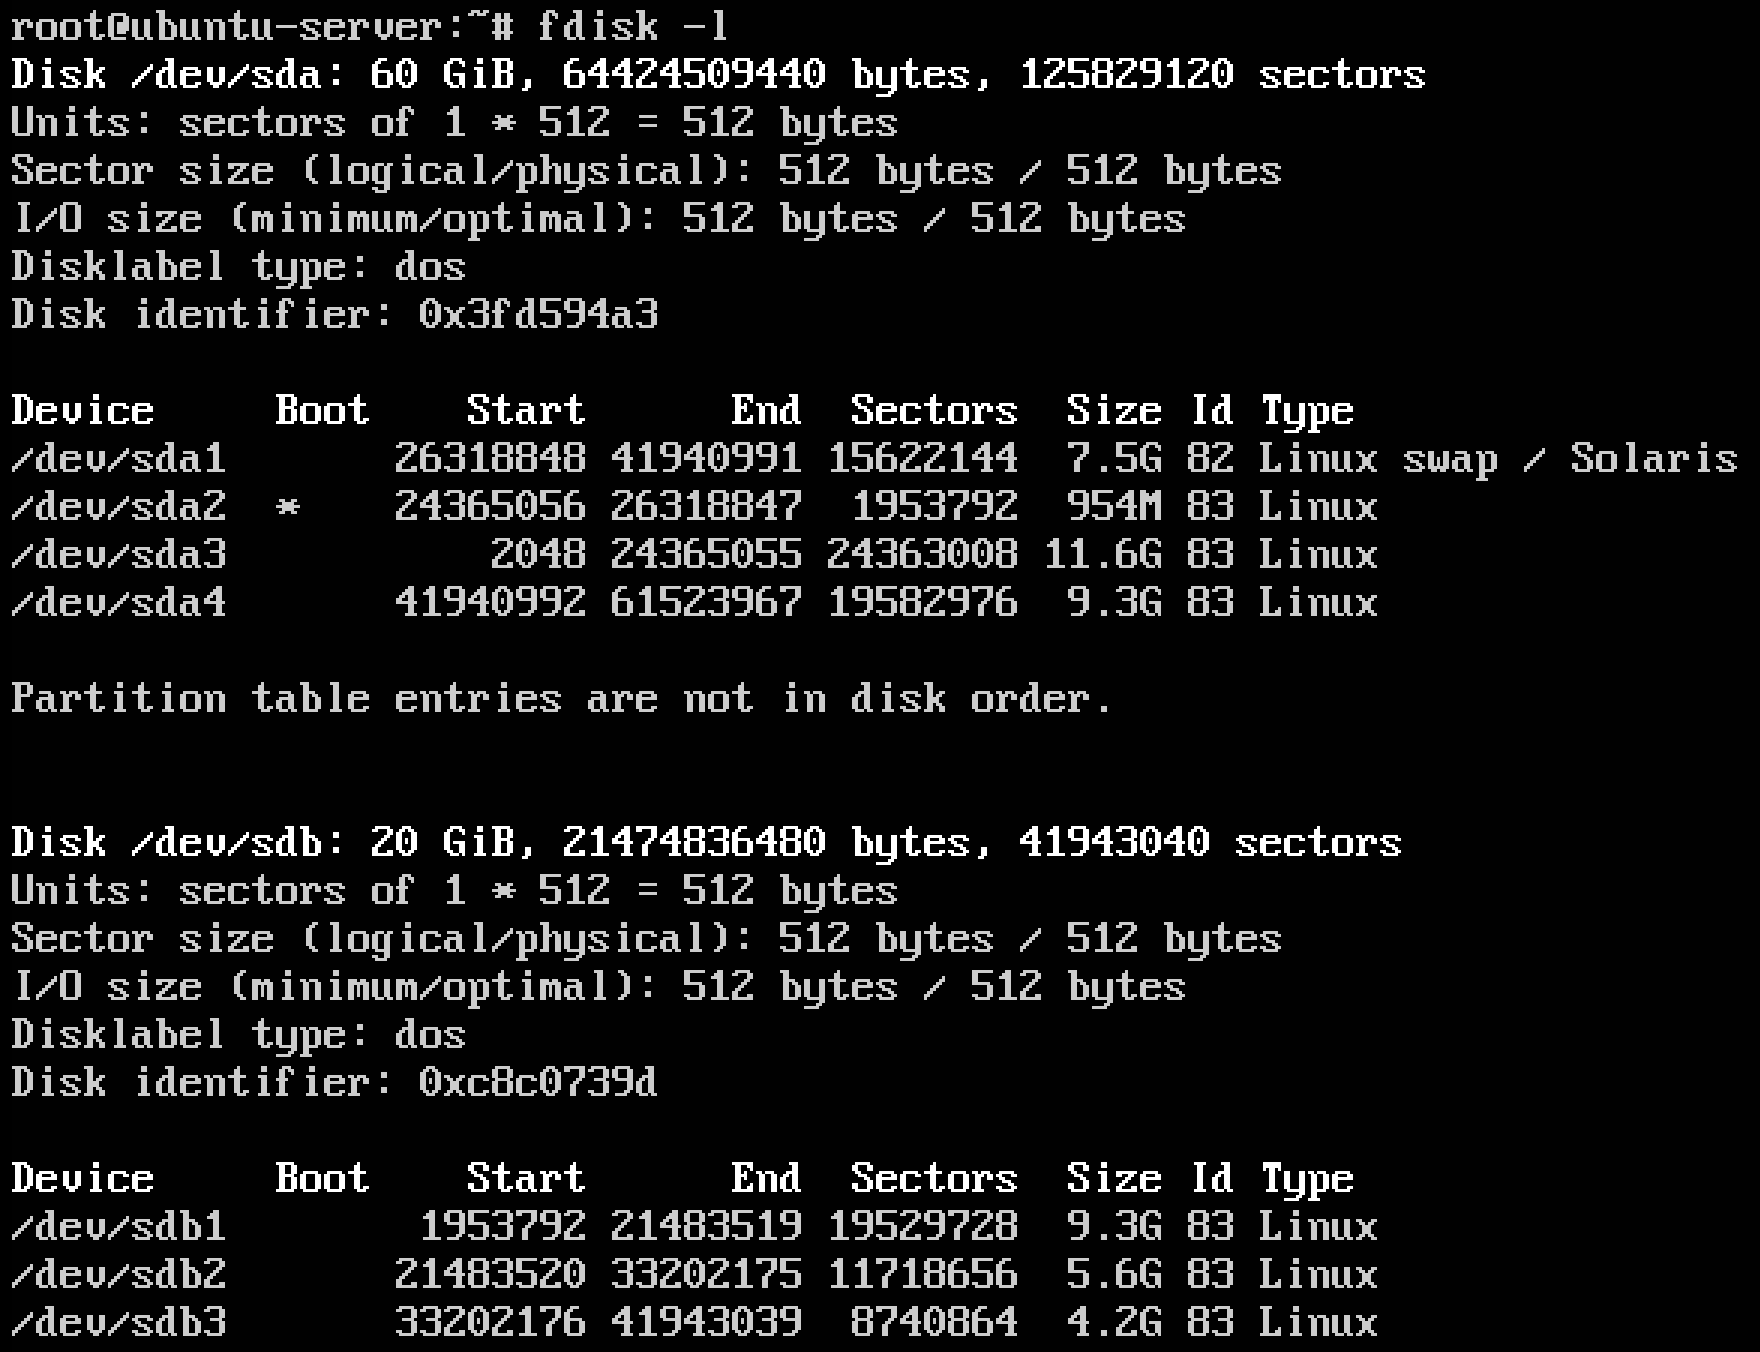 root@ubuntu-server:~# fdisk -l
Disk /dev/sda: 60 GiB, 64424509440 bytes, 125829120 sectors
Units: sectors of 1 * 512 = 512 bytes
Sector size (logical/physical): 512 bytes / 512 bytes
I/O size (minimum/optimal): 512 bytes / 512 bytes
Disklabel type: dos
Disk identifier: 0x3fd594a3
Device     Boot    Start      End  Sectors  Size Id Type
/dev/sda1       26318848 41940991 15622144  7.5G 82 Linux swap / Solaris
/dev/sda2  *    24365056 26318847  1953792  954M 83 Linux
/dev/sda3           2048 24365055 24363008 11.6G 83 Linux
/dev/sda4       41940992 61523967 19582976  9.3G 83 Linux
Partition table entries are not in disk order.
Disk /dev/sdb: 20 GiB, 21474836480 bytes, 41943040 sectors
Units: sectors of 1 * 512 = 512 bytes
Sector size (logical/physical): 512 bytes / 512 bytes
I/O size (minimum/optimal): 512 bytes / 512 bytes
Disklabel type: dos
Disk identifier: 0xc8c0739d
Device     Boot    Start      End  Sectors  Size Id Type
/dev/sdb1        1953792 21483519 19529728  9.3G 83 Linux
/dev/sdb2       21483520 33202175 11718656  5.6G 83 Linux
/dev/sdb3       33202176 41943039  8740864  4.2G 83 Linux